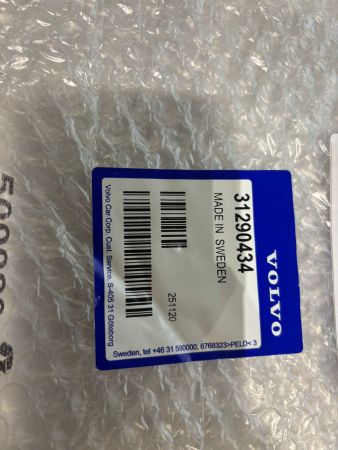 VOLVO
31290434
MADE IN SWEDEN
251120
Volvo Car Corp. Cust. Service, S-405 31 Göteborg
Sweden, tel +46 31 590000, 6768323>PELD< 3